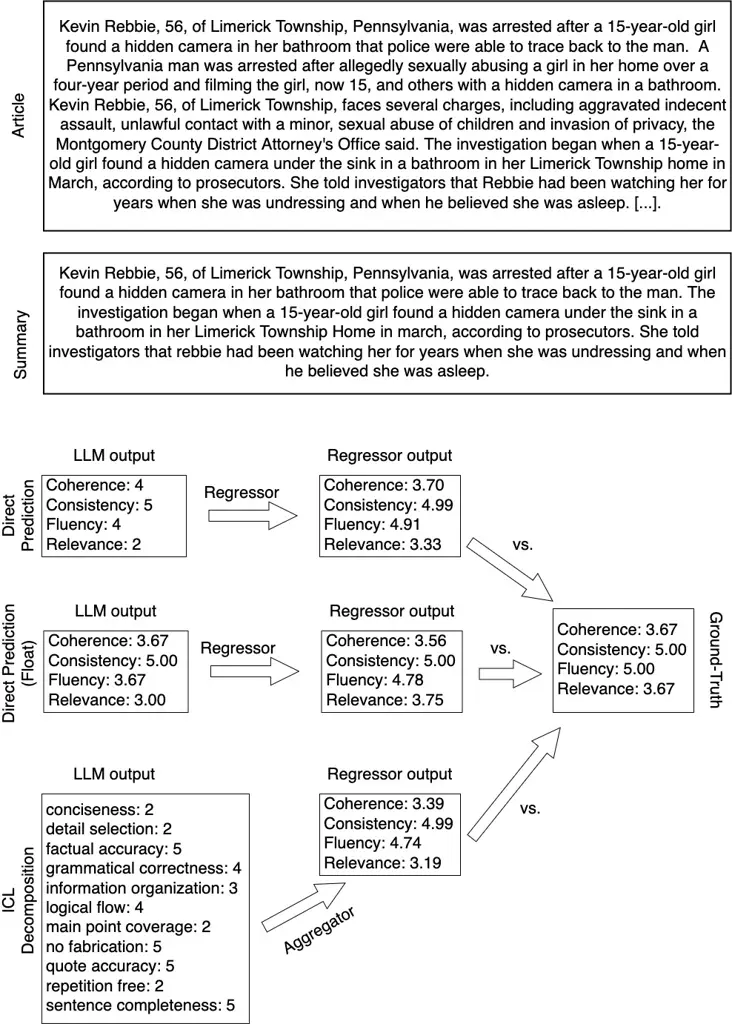 Article
Kevin Rebbie, 56, of Limerick Township, Pennsylvania, was arrested after a 15-year-old girl
found a hidden camera in her bathroom that police were able to trace back to the man. A
Pennsylvania man was arrested after allegedly sexually abusing a girl in her home over a
four-year period and filming the girl, now 15, and others with a hidden camera in a bathroom.
Kevin Rebbie, 56, of Limerick Township, faces several charges, including aggravated indecent
assault, unlawful contact with a minor, sexual abuse of children and invasion of privacy, the
Montgomery County District Attorney's Office said. The investigation began when a 15-year-
old girl found a hidden camera under the sink in a bathroom in her Limerick Township home in
March, according to prosecutors. She told investigators that Rebbie had been watching her for
years when she was undressing and when he believed she was asleep. [...].
Summary
Kevin Rebbie, 56, of Limerick Township, Pennsylvania, was arrested after a 15-year-old girl
found a hidden camera in her bathroom that police were able to trace back to the man. The
investigation began when a 15-year-old girl found a hidden camera under the sink in a
bathroom in her Limerick Township Home in march, according to prosecutors. She told
investigators that rebbie had been watching her for years when she was undressing and when
he believed she was asleep.
Direct
Prediction
LLM output
Coherence: 4
Consistency: 5
Fluency: 4
Relevance: 2
Regressor
Regressor output
Coherence: 3.70
Consistency: 4.99
Fluency: 4.91
Relevance: 3.33
vs.
Direct Prediction
(Float)
LLM output
Coherence: 3.67
Consistency: 5.00
Fluency: 3.67
Relevance: 3.00
Regressor
Regressor output
Coherence: 3.56
Consistency: 5.00
Fluency: 4.78
Relevance: 3.75
vs.
Coherence: 3.67
Consistency: 5.00
Fluency: 5.00
Relevance: 3.67
Ground-Truth
ICL
Decomposition
LLM output
conciseness: 2
detail selection: 2
factual accuracy: 5
grammatical correctness: 4
information organization: 3
logical flow: 4
main point coverage: 2
no fabrication: 5
quote accuracy: 5
repetition free: 2
sentence completeness: 5
Aggregator
Regressor output
Coherence: 3.39
Consistency: 4.99
Fluency: 4.74
Relevance: 3.19
vs.